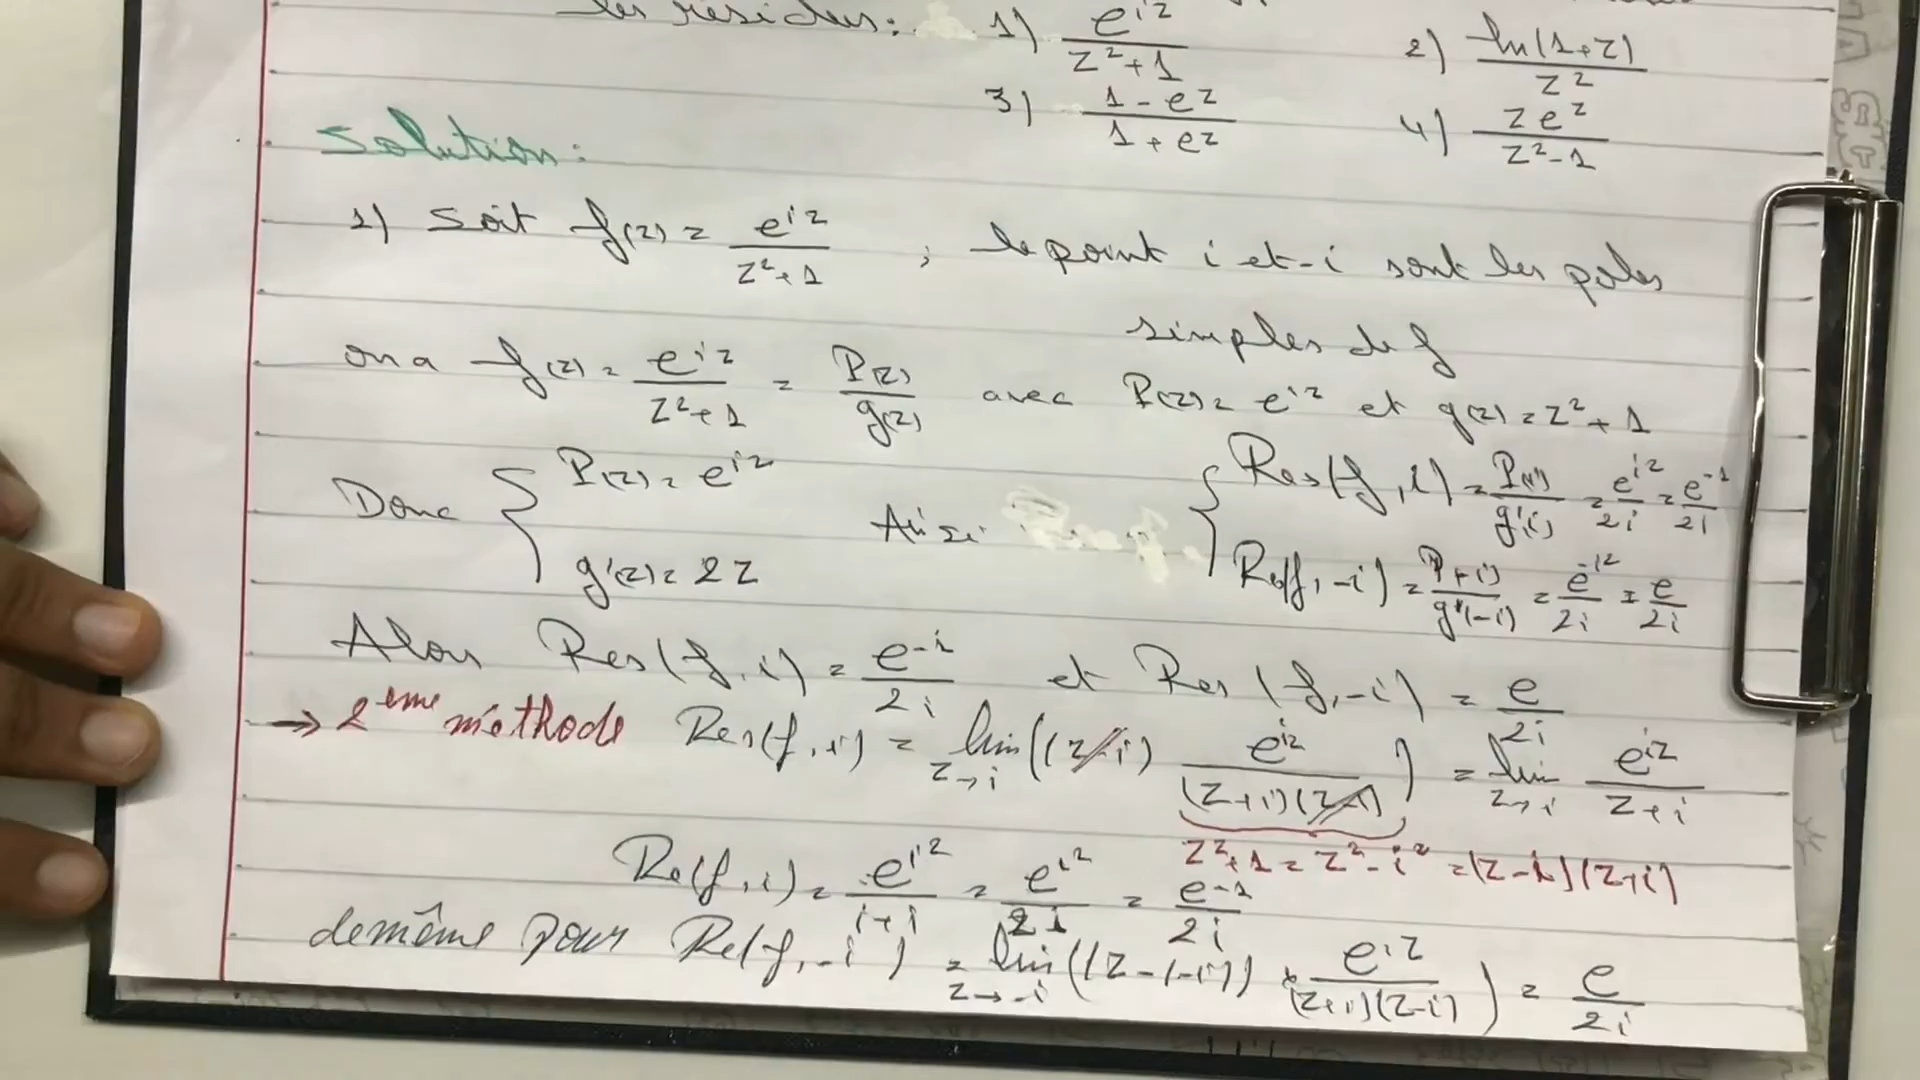 les résidus: 1) e^{iz}/(z²+1) 2) ln(1+z)/z²
3) (1-e^z)/(1+e^z) 4) ze^z/(z²-1)
Solution:
1) Soit f(z) = e^{iz}/(z²+1) ; le point i et -i sont les poles
simples de f
on a f(z) = e^{iz}/(z²+1) = P(z)/g(z) avec P(z) = e^{iz} et g(z) = z²+1
Donc { P(z) = e^{iz} g'(z) = 2z Ainsi { Res(f,i) = P(i)/g'(i) = e^{i²}/2i = e^{-1}/2i
Res(f,-i) = P(-i)/g'(-i) = e^{-i²}/2i = e/2i
Alors Res(f,i) = e^{-1}/2i et Res(f,-i) = e/2i
→ 2ème méthode Res(f,i) = lim_{z→i} ((z-i) e^{iz}/((z+i)(z-i))) = lim_{z→i} e^{iz}/(z+i)
z²+1 = z²-i² = (z-i)(z+i)
Re(f,i) = e^{i²}/(i+i) = e^{i²}/2i = e^{-1}/2i
de même pour Re(f,-i) = lim_{z→-i} ((z-(-i)) × e^{iz}/((z+i)(z-i))) = e/2i